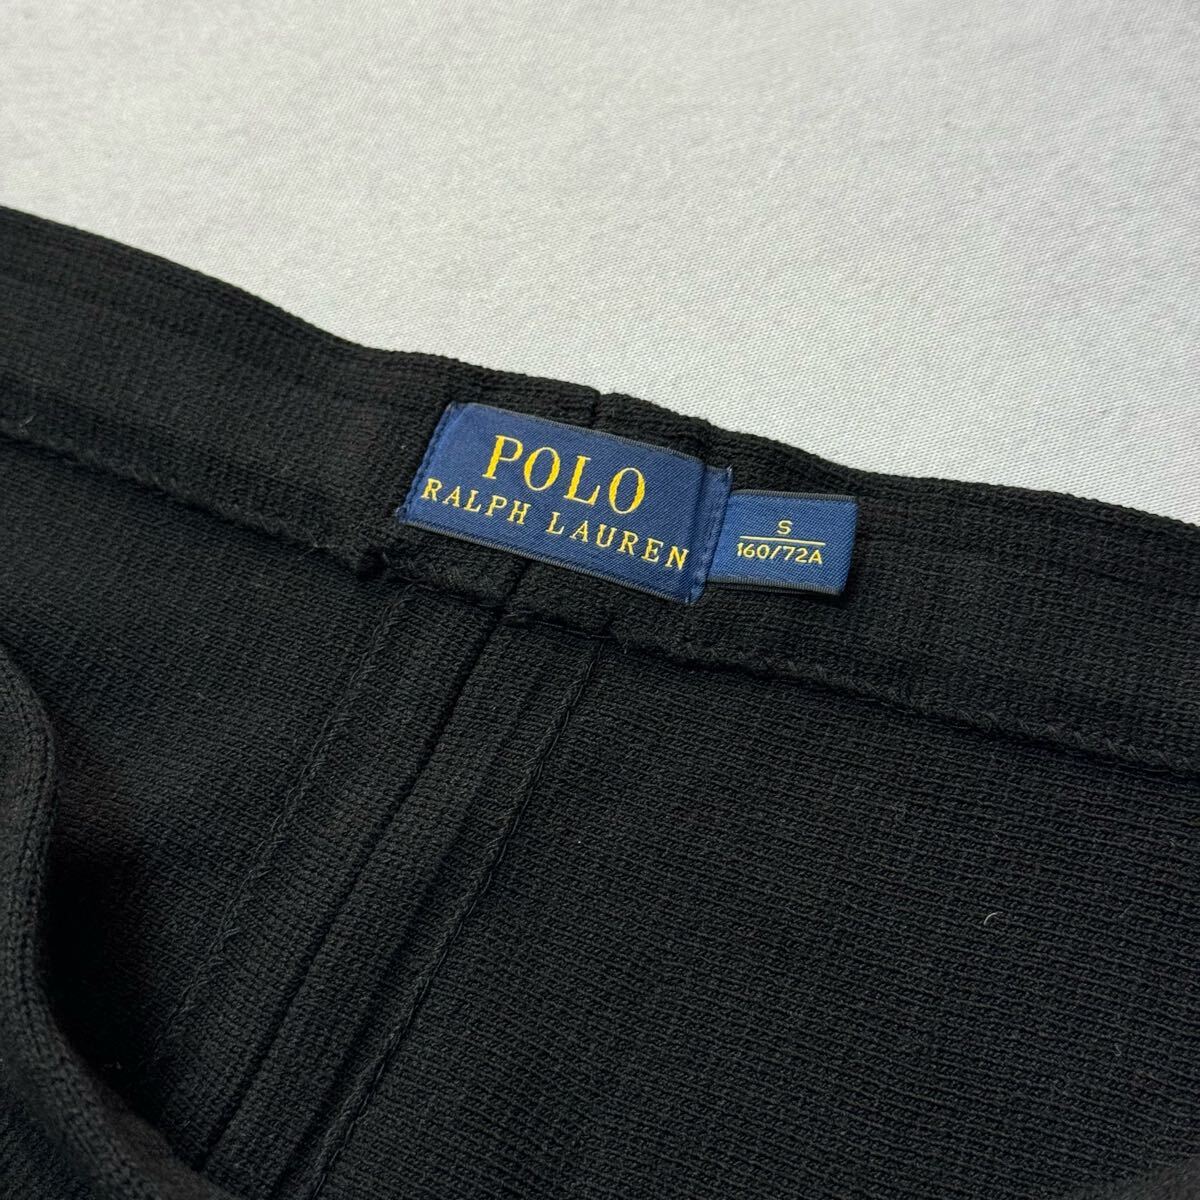 POLO
RALPH LAUREN
S
160/72A